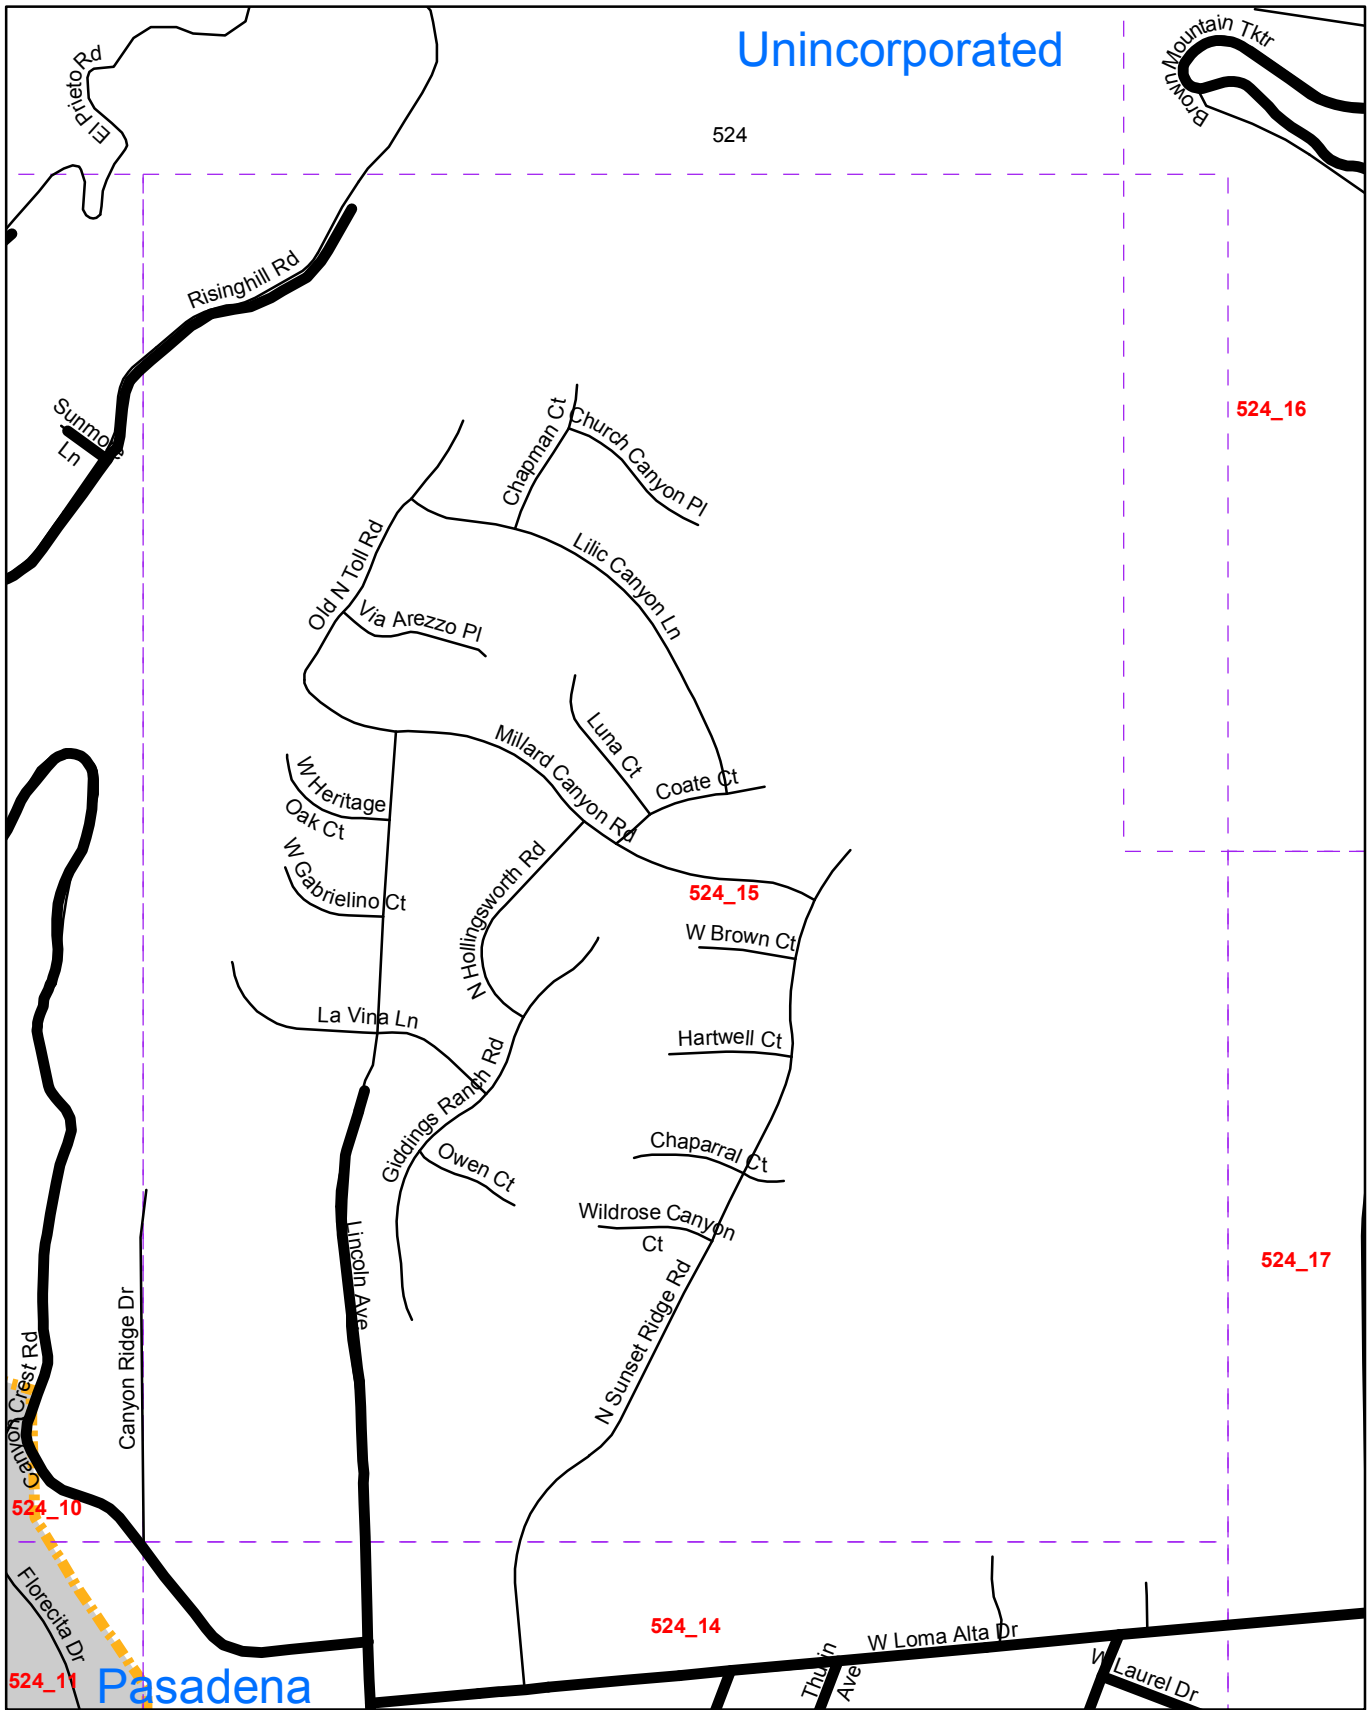 Unincorporated
Brown Mountain Tktr
El Prieto Rd
524
Risinghill Rd
524_16
Sunmore
Ln
Chapman Ct
Church Canyon Pl
Old N Toll Rd
Lilic Canyon Ln
Via Arezzo Pl
Luna Ct
Millard Canyon Rd
Coate Ct
W Heritage
Oak Ct
W Gabrielino Ct
N Hollingsworth Rd
524_15
W Brown Ct
La Vina Ln
Hartwell Ct
Giddings Ranch Rd
Owen Ct
Chaparral Ct
Wildrose Canyon
Ct
Lincoln Ave
524_17
Canyon Ridge Dr
N Sunset Ridge Rd
Canyon Crest Rd
524_10
Florecita Dr
524_14
W Loma Alta Dr
Thurin
Ave
W Laurel Dr
524_11
Pasadena